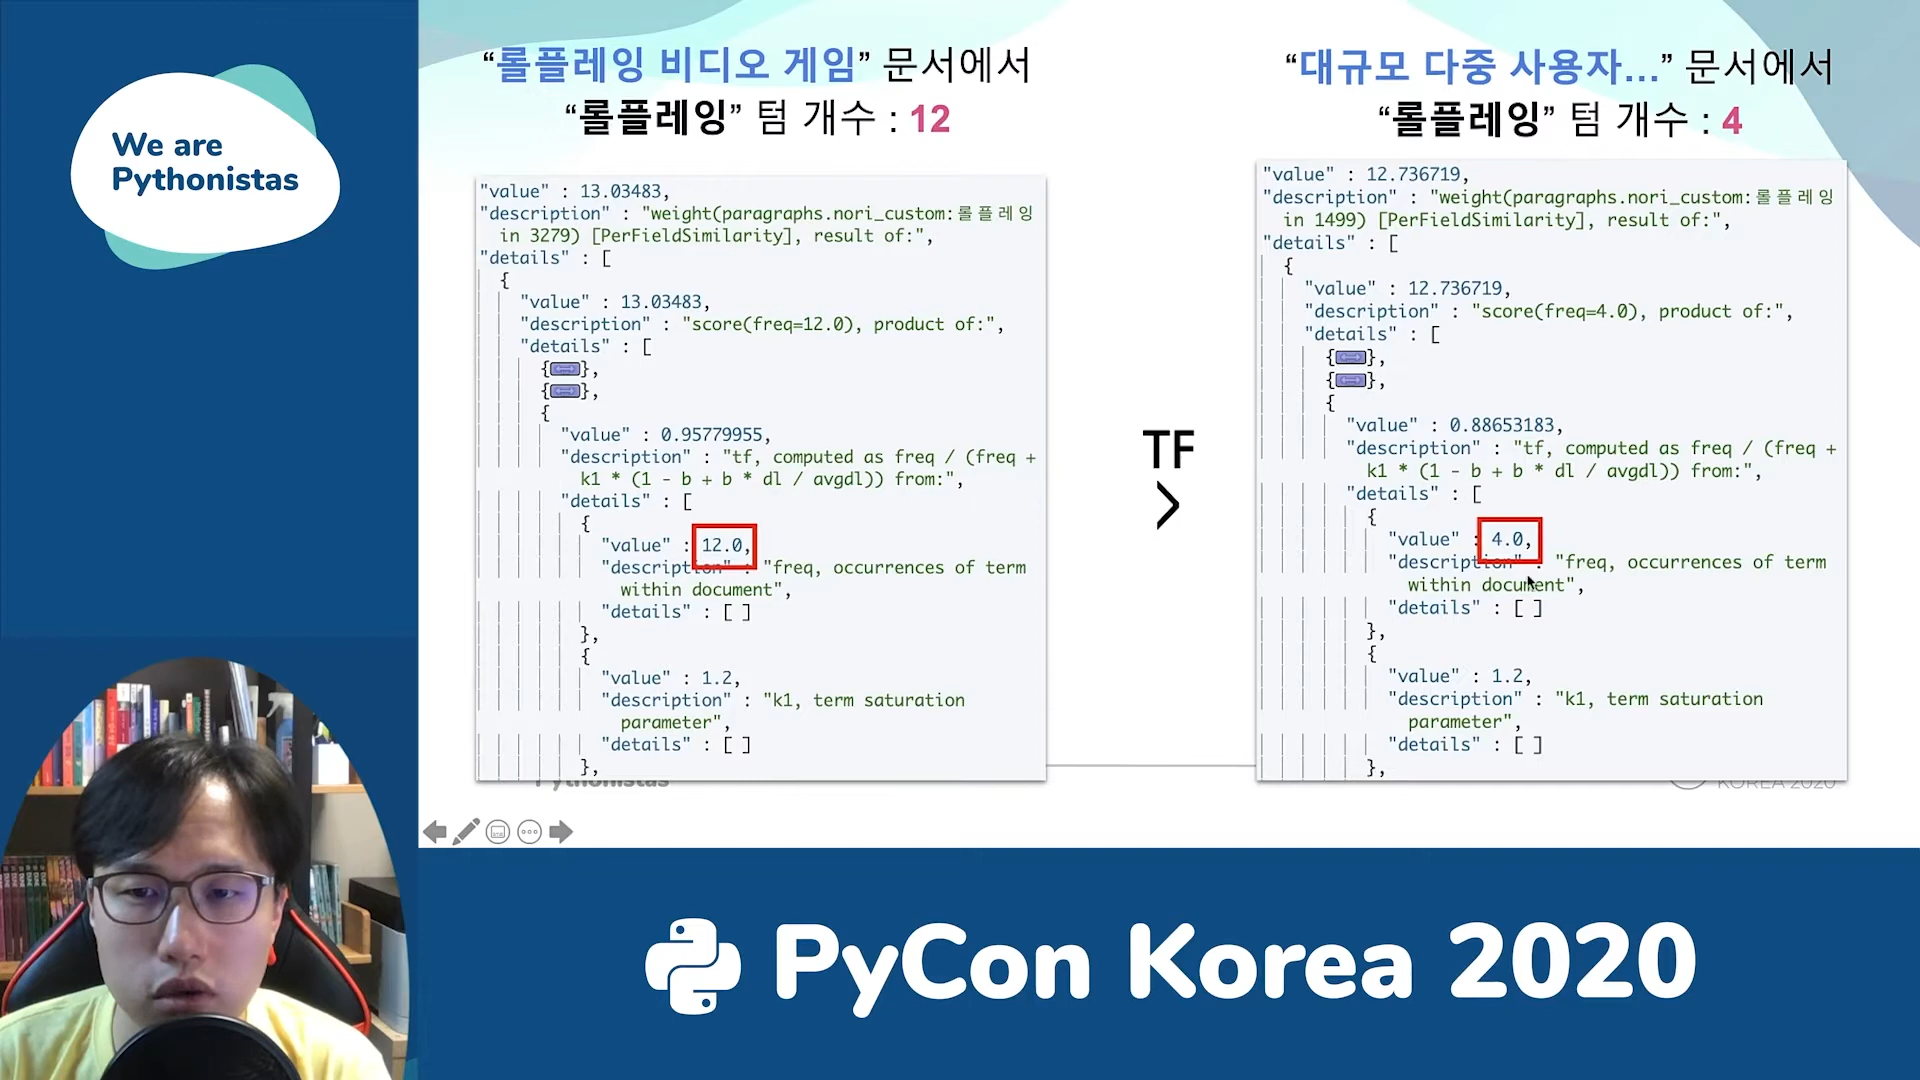 We are
Pythonistas
“롤플레잉 비디오 게임” 문서에서
“롤플레잉” 텀 개수 : 12
"value" : 13.03483,
"description" : "weight(paragraphs.nori_custom:롤플레잉
in 3279) [PerFieldSimilarity], result of:",
"details" : [
{
"value" : 13.03483,
"description" : "score(freq=12.0), product of:",
"details" : [
{ },
{ },
{
"value" : 0.95779955,
"description" : "tf, computed as freq / (freq +
k1 * (1 - b + b * dl / avgdl)) from:",
"details" : [
{
"value" : 12.0,
"description" : "freq, occurrences of term
within document",
"details" : [ ]
},
{
"value" : 1.2,
"description" : "k1, term saturation
parameter",
"details" : [ ]
},
TF
>
“대규모 다중 사용자...” 문서에서
“롤플레잉” 텀 개수 : 4
"value" : 12.736719,
"description" : "weight(paragraphs.nori_custom:롤플레잉
in 1499) [PerFieldSimilarity], result of:",
"details" : [
{
"value" : 12.736719,
"description" : "score(freq=4.0), product of:",
"details" : [
{ },
{ },
{
"value" : 0.88653183,
"description" : "tf, computed as freq / (freq +
k1 * (1 - b + b * dl / avgdl)) from:",
"details" : [
{
"value" : 4.0,
"description" : "freq, occurrences of term
within document",
"details" : [ ]
},
{
"value" : 1.2,
"description" : "k1, term saturation
parameter",
"details" : [ ]
},
Pythonistas
KOREA 2020
PyCon Korea 2020